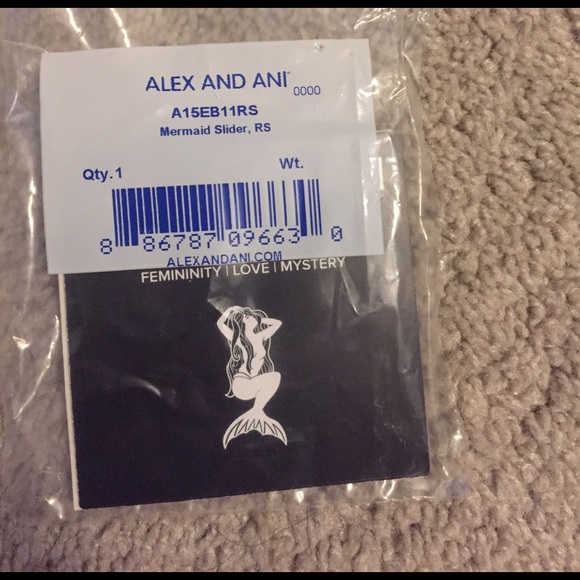 ALEX AND ANI® 0000
A15EB11RS
Mermaid Slider, RS
Qty. 1 Wt.
8 86787 09663 0
ALEXANDANI.COM
FEMININITY | LOVE | MYSTERY